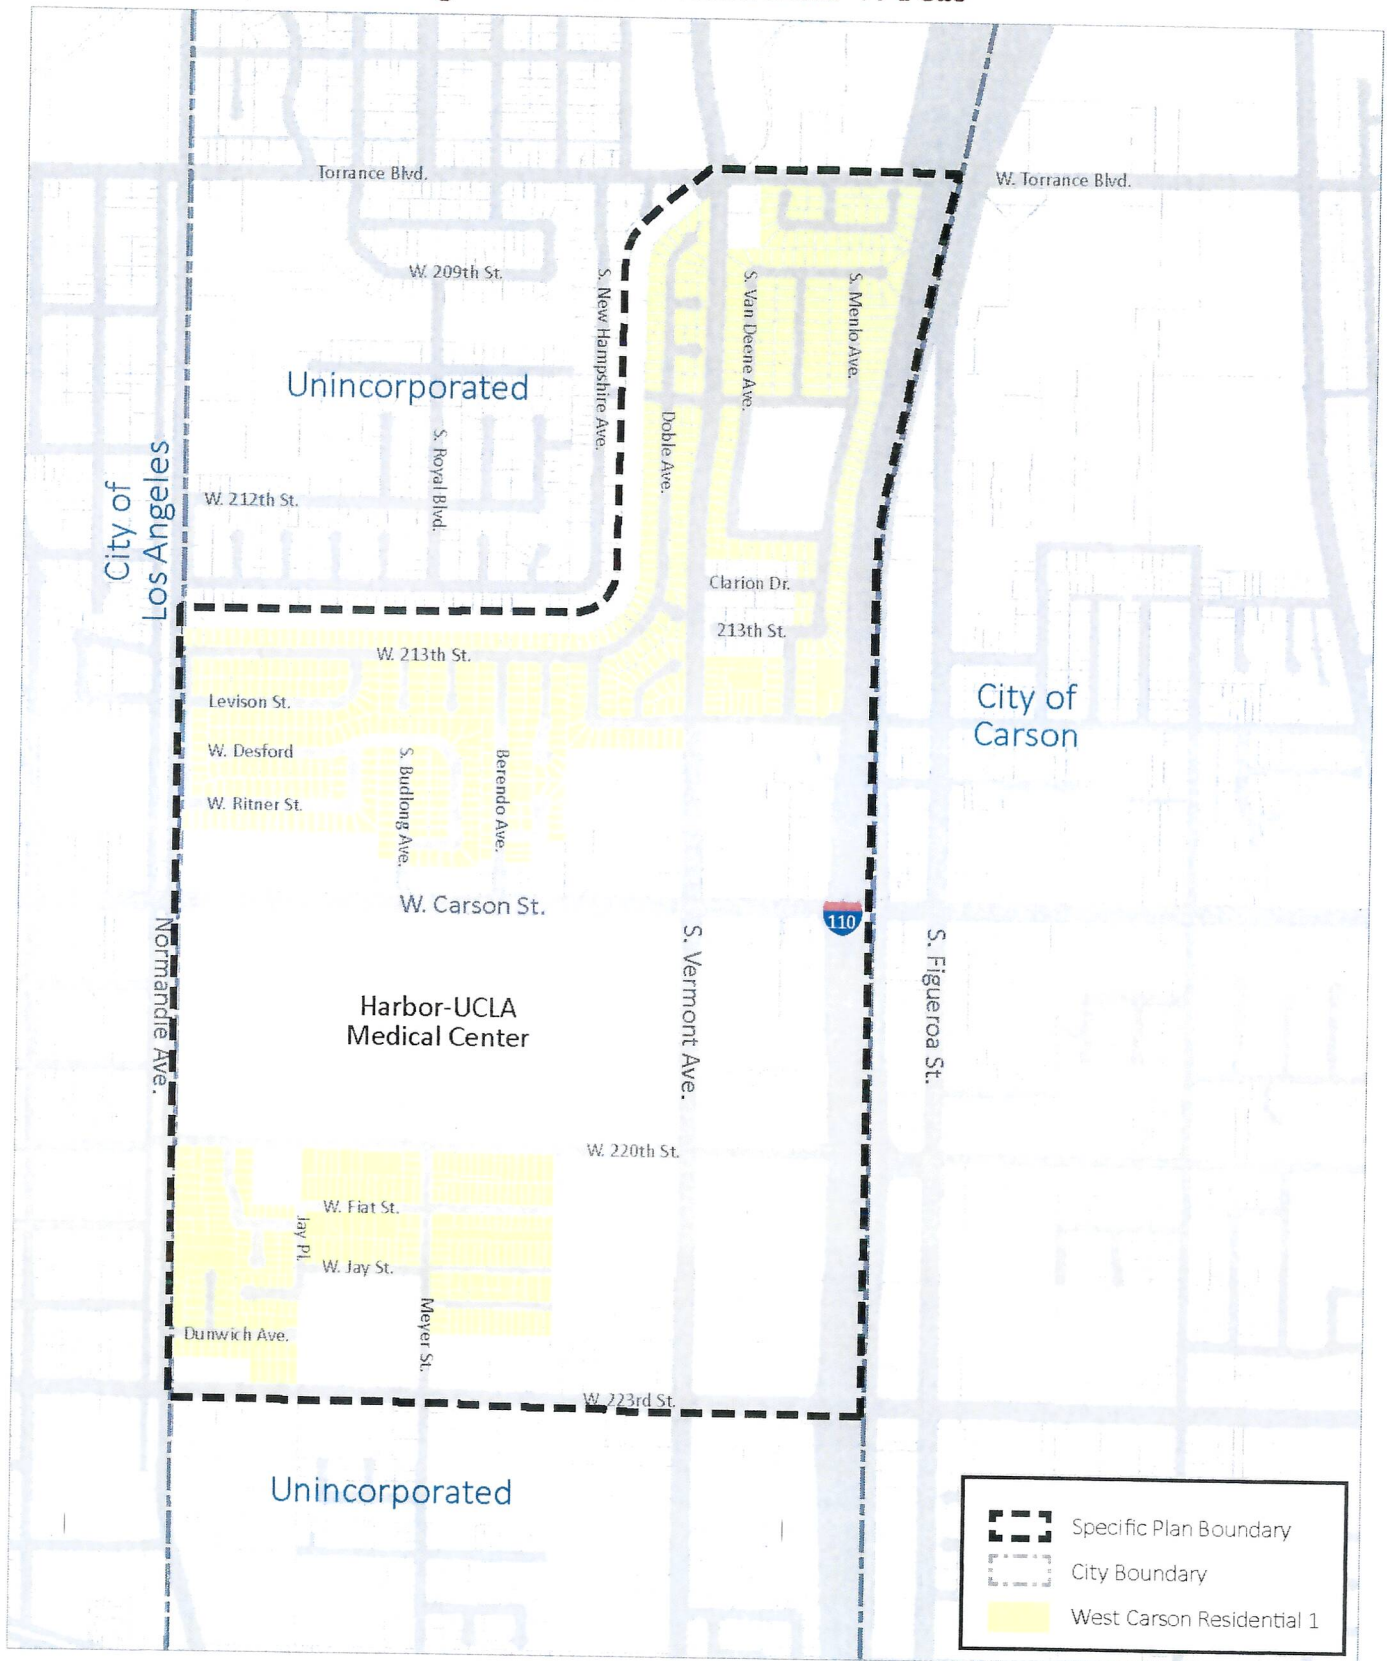 Torrance Blvd.
W. Torrance Blvd.
W. 209th St.
S. New Hampshire Ave.
S. Van Deene Ave.
S. Menlo Ave.
Unincorporated
Doble Ave.
S. Royal Blvd.
City of
Los Angeles
W. 212th St.
Clarion Dr.
213th St.
W. 213th St.
Levison St.
City of
Carson
W. Desford
S. Budlong Ave.
Berendo Ave.
W. Ritner St.
W. Carson St.
110
Normandie Ave.
S. Vermont Ave.
S. Figueroa St.
Harbor-UCLA
Medical Center
W. 220th St.
W. Fiat St.
Jay Pl.
W. Jay St.
Meyer St.
Dunwich Ave.
W. 223rd St.
Unincorporated
Specific Plan Boundary
City Boundary
West Carson Residential 1